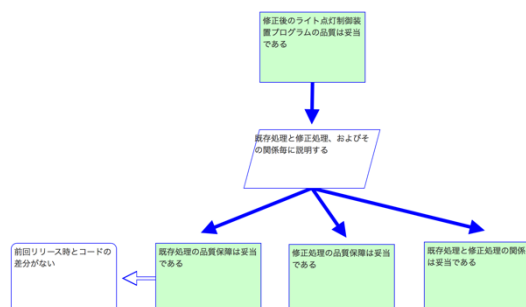 修正後のライト点灯制御装
置プログラムの品質は妥当
である
既存処理と修正処理、およびそ
の関係毎に説明する
前回リリース時とコードの
差分がない
既存処理の品質保障は妥当
である
修正処理の品質保障は妥当
である
既存処理と修正処理の関係
は妥当である